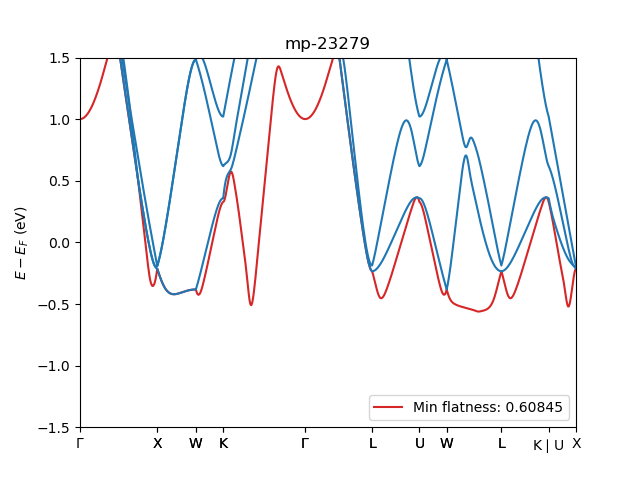 mp-23279
E − E_F (eV)
1.5
1.0
0.5
0.0
−0.5
−1.0
−1.5
Min flatness: 0.60845
Γ X W K Γ L U W L K | U X